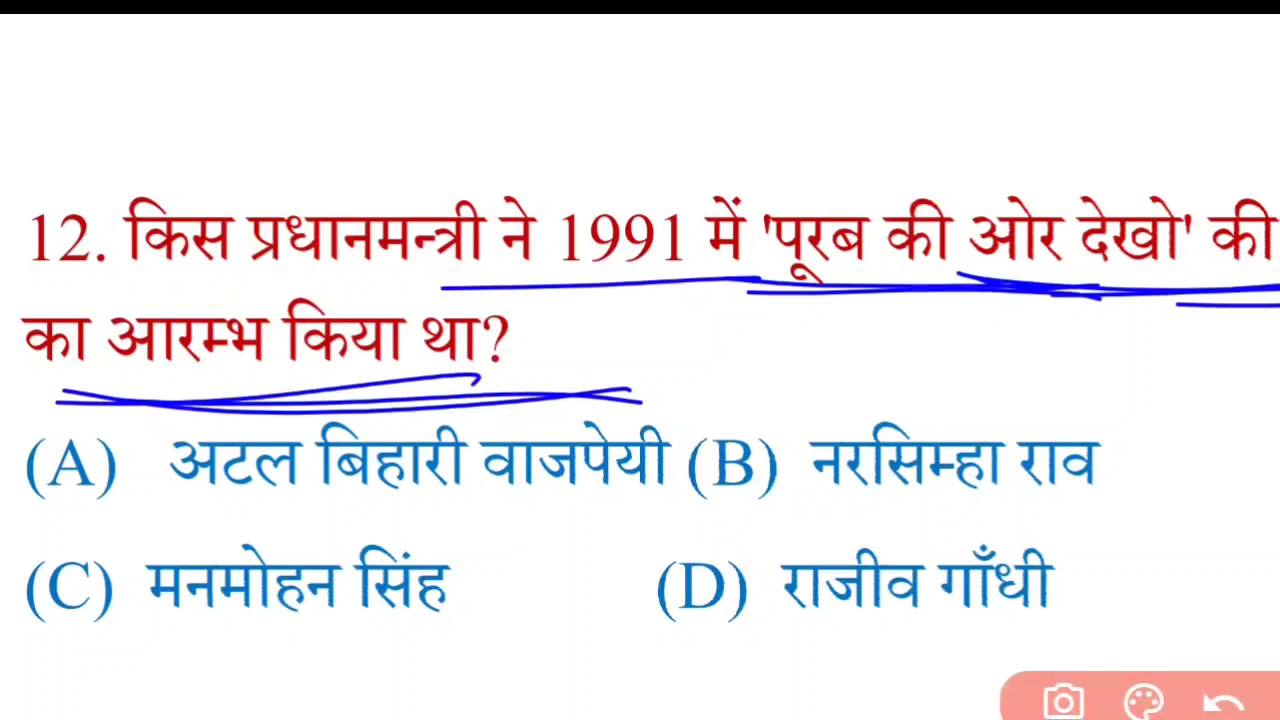 12. किस प्रधानमन्त्री ने 1991 में 'पूरब की ओर देखो' की
का आरम्भ किया था?
(A) अटल बिहारी वाजपेयी (B) नरसिम्हा राव
(C) मनमोहन सिंह (D) राजीव गाँधी